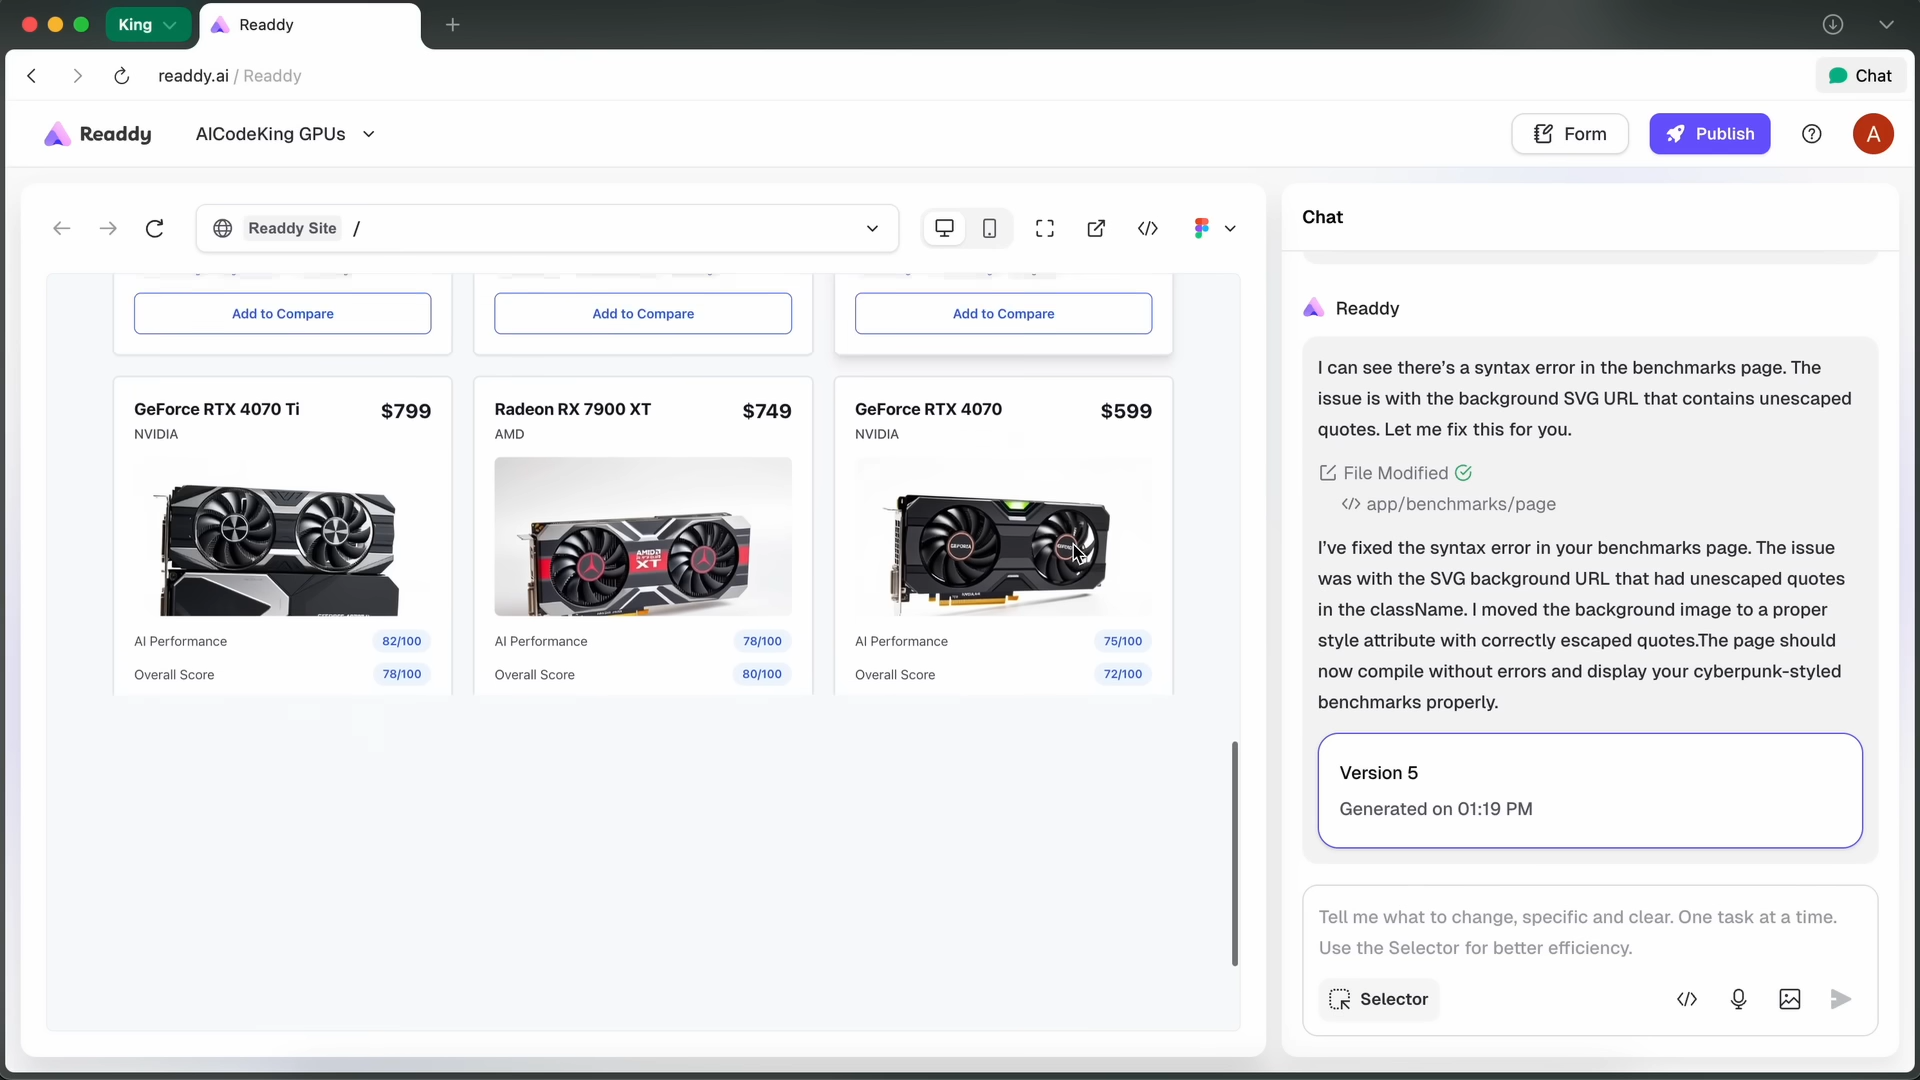 King
Readdy
readdy.ai / Readdy
Chat
Readdy
AICodeKing GPUs
Form
Publish
A
Readdy Site /
Add to Compare
Add to Compare
Add to Compare
GeForce RTX 4070 Ti
$799
NVIDIA
AI Performance
82/100
Overall Score
78/100
Radeon RX 7900 XT
$749
AMD
AMD
XT
AI Performance
78/100
Overall Score
80/100
GeForce RTX 4070
$599
NVIDIA
AI Performance
75/100
Overall Score
72/100
Chat
Readdy
I can see there’s a syntax error in the benchmarks page. The
issue is with the background SVG URL that contains unescaped
quotes. Let me fix this for you.
File Modified
</> app/benchmarks/page
I’ve fixed the syntax error in your benchmarks page. The issue
was with the SVG background URL that had unescaped quotes
in the className. I moved the background image to a proper
style attribute with correctly escaped quotes.The page should
now compile without errors and display your cyberpunk-styled
benchmarks properly.
Version 5
Generated on 01:19 PM
Tell me what to change, specific and clear. One task at a time.
Use the Selector for better efficiency.
Selector